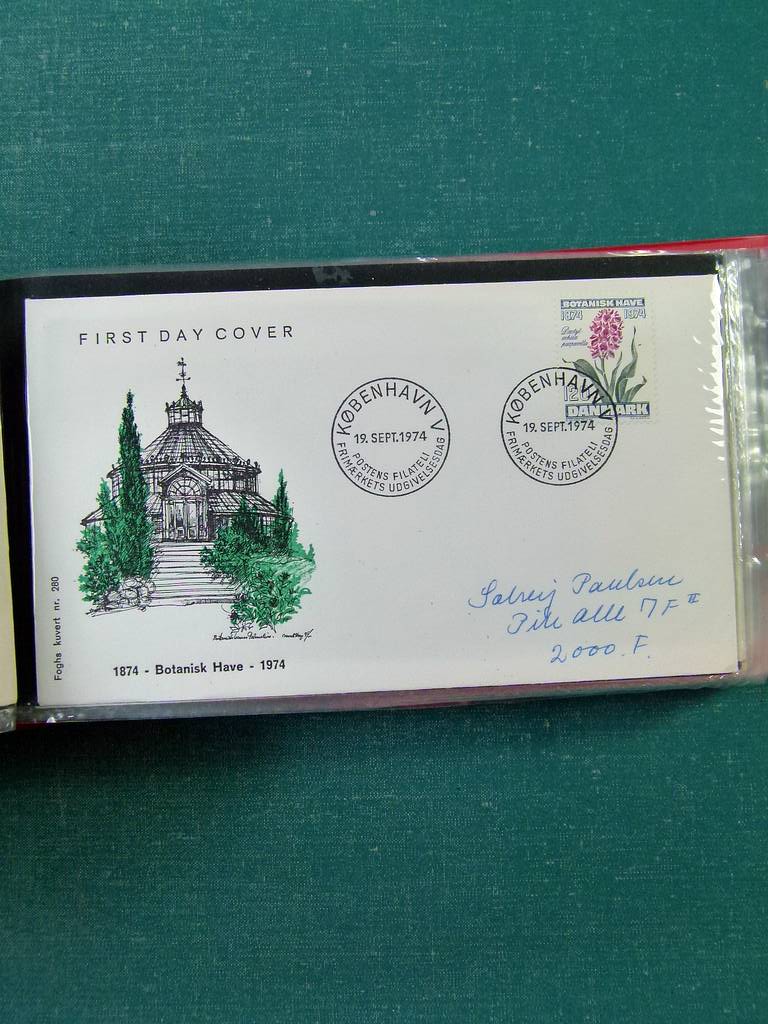 FIRST DAY COVER
BOTANISK HAVE
1874 1974
120
DANMARK
KØBENHAVN V
19. SEPT. 1974
POSTENS FILATELI
FRIMÆRKETS UDGIVELSESDAG
KØBENHAVN V
19. SEPT. 1974
POSTENS FILATELI
FRIMÆRKETS UDGIVELSESDAG
Paulsen
Pile Alle 7 F II
2000. F.
Foghs kuvert nr. 280
1874 - Botanisk Have - 1974